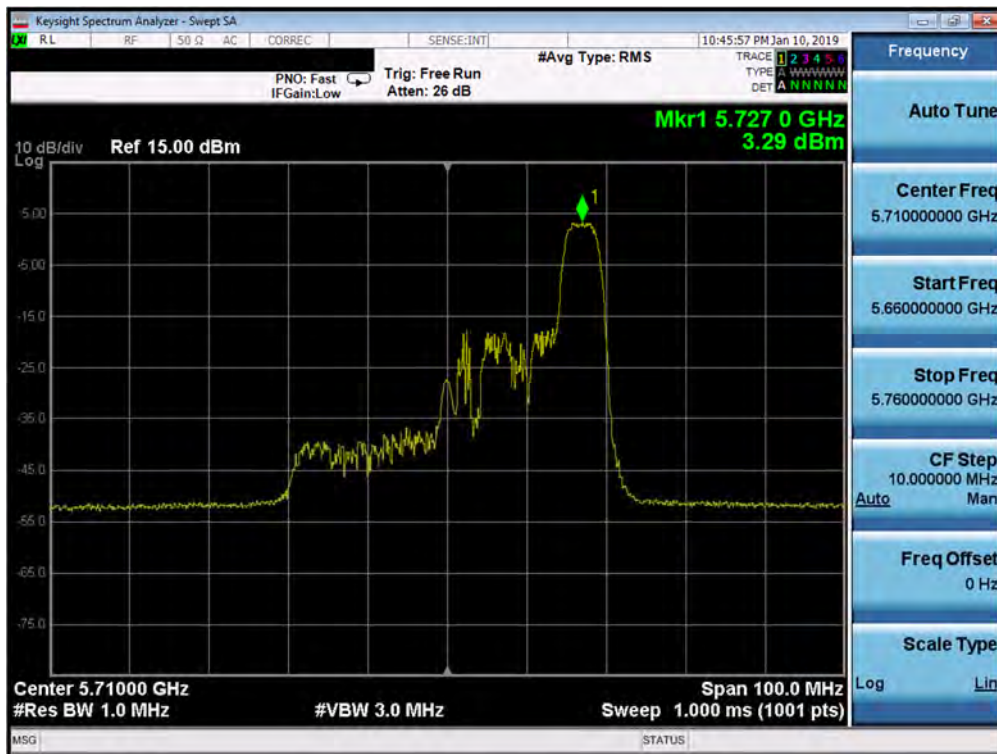 Keysight Spectrum Analyzer - Swept SA
LXI RL RF 50 Ω AC CORREC SENSE:INT 10:45:57 PM Jan 10, 2019
#Avg Type: RMS TRACE 1 2 3 4 5 6
PNO: Fast Trig: Free Run TYPE A WWWWW
IFGain:Low Atten: 26 dB DET A N N N N N
Mkr1 5.727 0 GHz
3.29 dBm
10 dB/div Ref 15.00 dBm
Log
1
-5.00
-5.00
-15.0
-25.0
-35.0
-45.0
-55.0
-65.0
-75.0
Center 5.71000 GHz Span 100.0 MHz
#Res BW 1.0 MHz #VBW 3.0 MHz Sweep 1.000 ms (1001 pts)
MSG STATUS
Frequency
Auto Tune
Center Freq
5.710000000 GHz
Start Freq
5.660000000 GHz
Stop Freq
5.760000000 GHz
CF Step
10.000000 MHz
Auto Man
Freq Offset
0 Hz
Scale Type
Log Lin